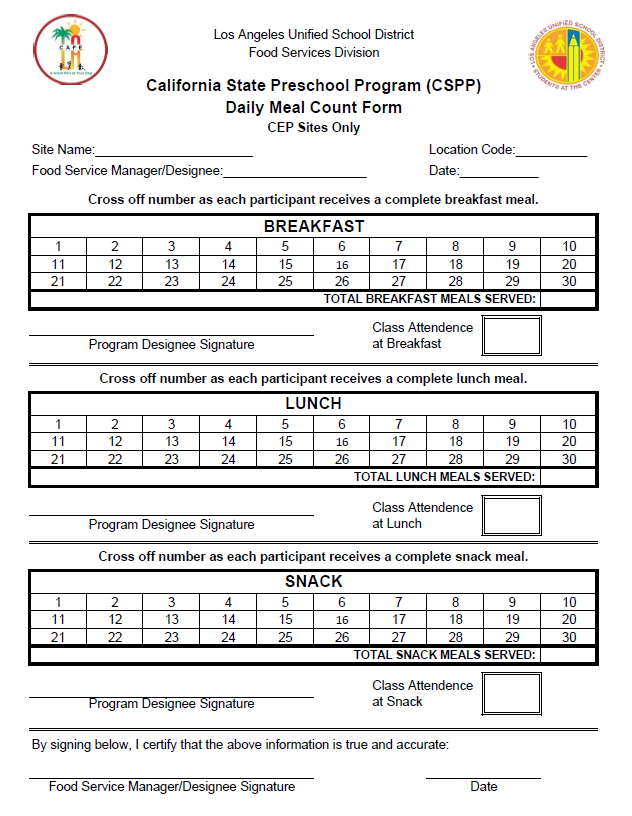 CAFE
LOS ANGELES UNIFIED SCHOOL DISTRICT
STUDENTS AT THE CENTER
Los Angeles Unified School District
Food Services Division
California State Preschool Program (CSPP)
Daily Meal Count Form
CEP Sites Only
Site Name:______________________ Location Code:__________
Food Service Manager/Designee:____________________ Date:___________
Cross off number as each participant receives a complete breakfast meal.
BREAKFAST
1 2 3 4 5 6 7 8 9 10
11 12 13 14 15 16 17 18 19 20
21 22 23 24 25 26 27 28 29 30
TOTAL BREAKFAST MEALS SERVED:
Class Attendence
at Breakfast
Program Designee Signature
Cross off number as each participant receives a complete lunch meal.
LUNCH
1 2 3 4 5 6 7 8 9 10
11 12 13 14 15 16 17 18 19 20
21 22 23 24 25 26 27 28 29 30
TOTAL LUNCH MEALS SERVED:
Class Attendence
at Lunch
Program Designee Signature
Cross off number as each participant receives a complete snack meal.
SNACK
1 2 3 4 5 6 7 8 9 10
11 12 13 14 15 16 17 18 19 20
21 22 23 24 25 26 27 28 29 30
TOTAL SNACK MEALS SERVED:
Class Attendence
at Snack
Program Designee Signature
By signing below, I certify that the above information is true and accurate:
Food Service Manager/Designee Signature Date